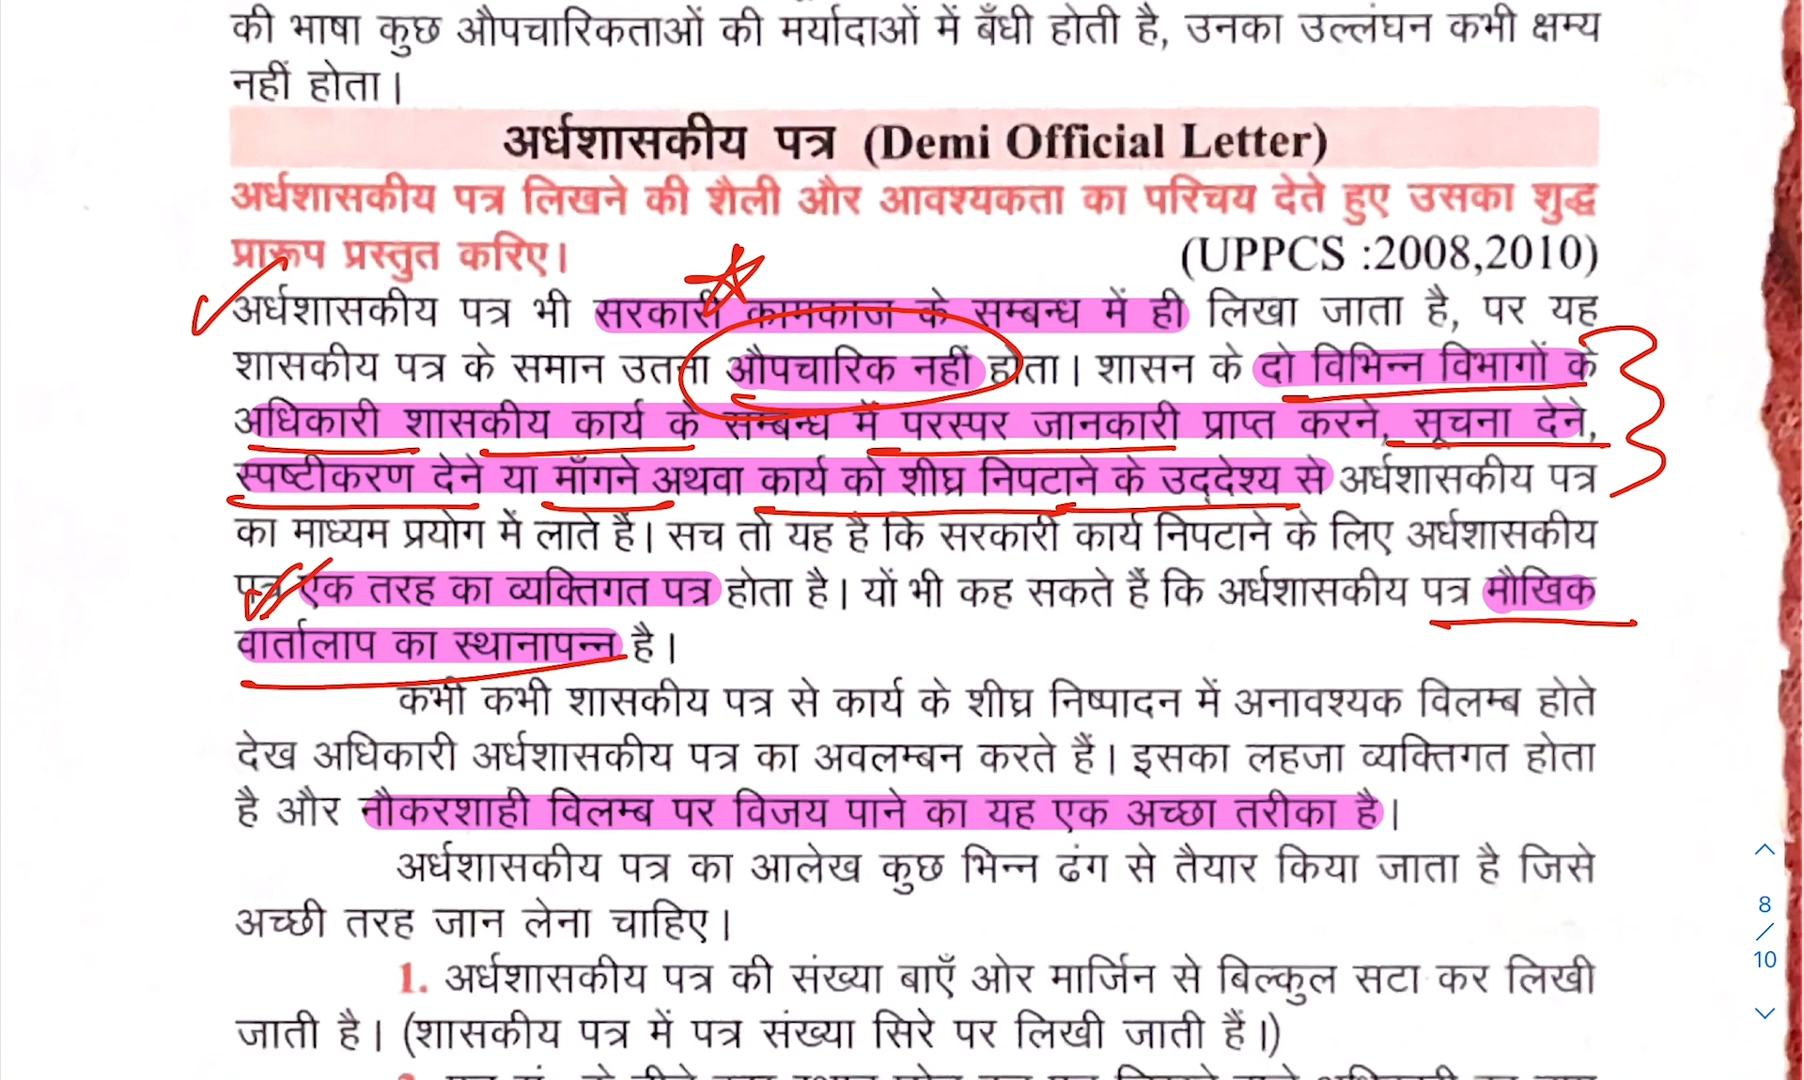 की भाषा कुछ औपचारिकताओं की मर्यादाओं में बँधी होती है, उनका उल्लंघन कभी क्षम्य
नहीं होता।
अर्धशासकीय पत्र (Demi Official Letter)
अर्धशासकीय पत्र लिखने की शैली और आवश्यकता का परिचय देते हुए उसका शुद्ध
प्रारूप प्रस्तुत करिए।
(UPPCS :2008,2010)
अर्धशासकीय पत्र भी सरकारी कामकाज के सम्बन्ध में ही लिखा जाता है, पर यह
शासकीय पत्र के समान उतना औपचारिक नहीं होता। शासन के दो विभिन्न विभागों के
अधिकारी शासकीय कार्य के सम्बन्ध में परस्पर जानकारी प्राप्त करने, सूचना देने,
स्पष्टीकरण देने या माँगने अथवा कार्य को शीघ्र निपटाने के उद्देश्य से अर्धशासकीय पत्र
का माध्यम प्रयोग में लाते हैं। सच तो यह है कि सरकारी कार्य निपटाने के लिए अर्धशासकीय
पत्र एक तरह का व्यक्तिगत पत्र होता है। यों भी कह सकते हैं कि अर्धशासकीय पत्र मौखिक
वार्तालाप का स्थानापन्न है।
कभी कभी शासकीय पत्र से कार्य के शीघ्र निष्पादन में अनावश्यक विलम्ब होते
देख अधिकारी अर्धशासकीय पत्र का अवलम्बन करते हैं। इसका लहजा व्यक्तिगत होता
है और नौकरशाही विलम्ब पर विजय पाने का यह एक अच्छा तरीका है।
अर्धशासकीय पत्र का आलेख कुछ भिन्न ढंग से तैयार किया जाता है जिसे
अच्छी तरह जान लेना चाहिए।
1. अर्धशासकीय पत्र की संख्या बाएँ ओर मार्जिन से बिल्कुल सटा कर लिखी
जाती है। (शासकीय पत्र में पत्र संख्या सिरे पर लिखी जाती हैं।)
8
/
10